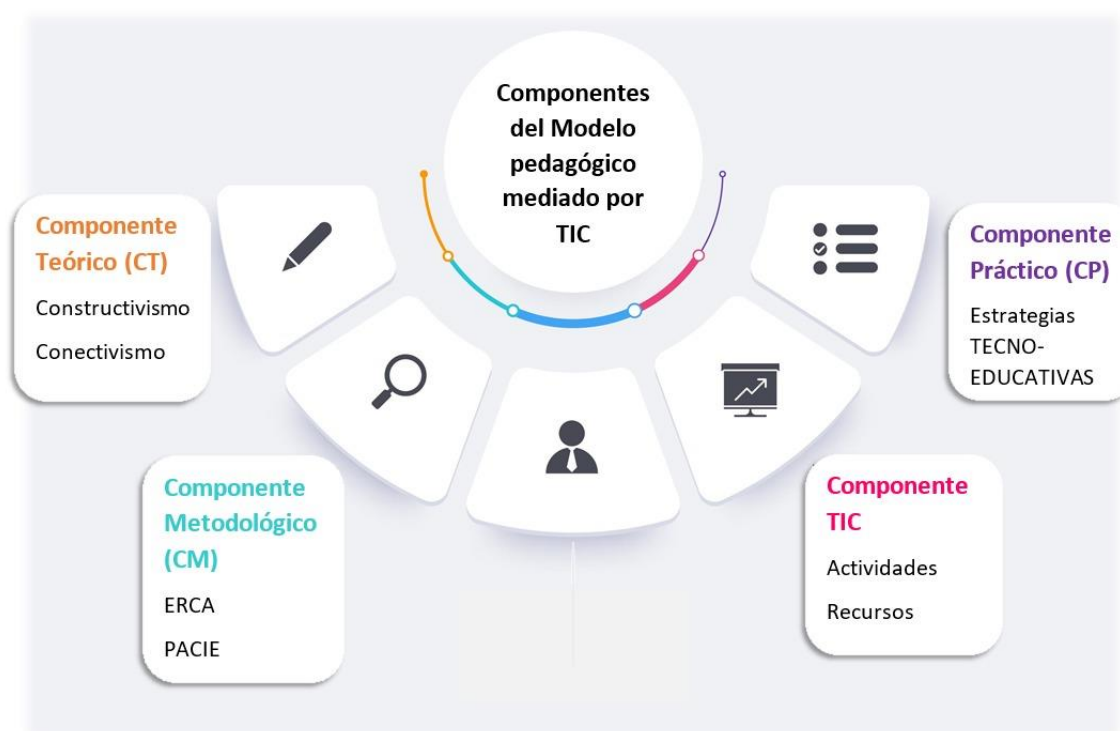 Componentes
del Modelo
pedagógico
mediado por
TIC
Componente
Teórico (CT)
Constructivismo
Conectivismo
Componente
Metodológico
(CM)
ERCA
PACIE
Componente
TIC
Actividades
Recursos
Componente
Práctico (CP)
Estrategias
TECNO-
EDUCATIVAS